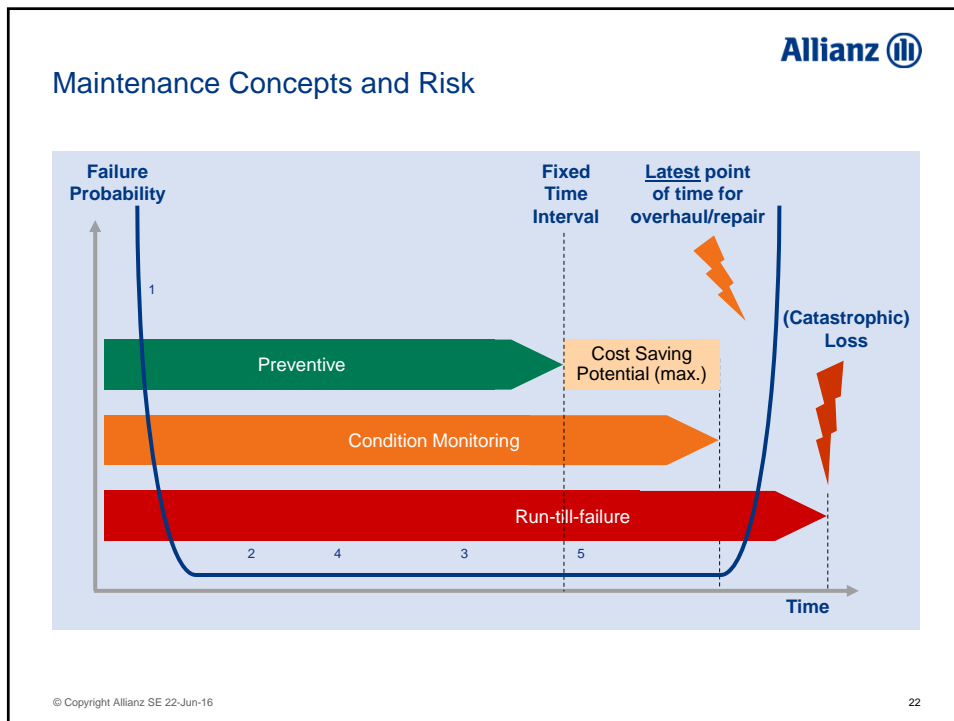 Allianz
Maintenance Concepts and Risk
Failure
Probability
Fixed
Time
Interval
Latest point
of time for
overhaul/repair
1
(Catastrophic)
Loss
Preventive
Cost Saving
Potential (max.)
Condition Monitoring
Run-till-failure
2 4 3 5
Time
© Copyright Allianz SE 22-Jun-16
22